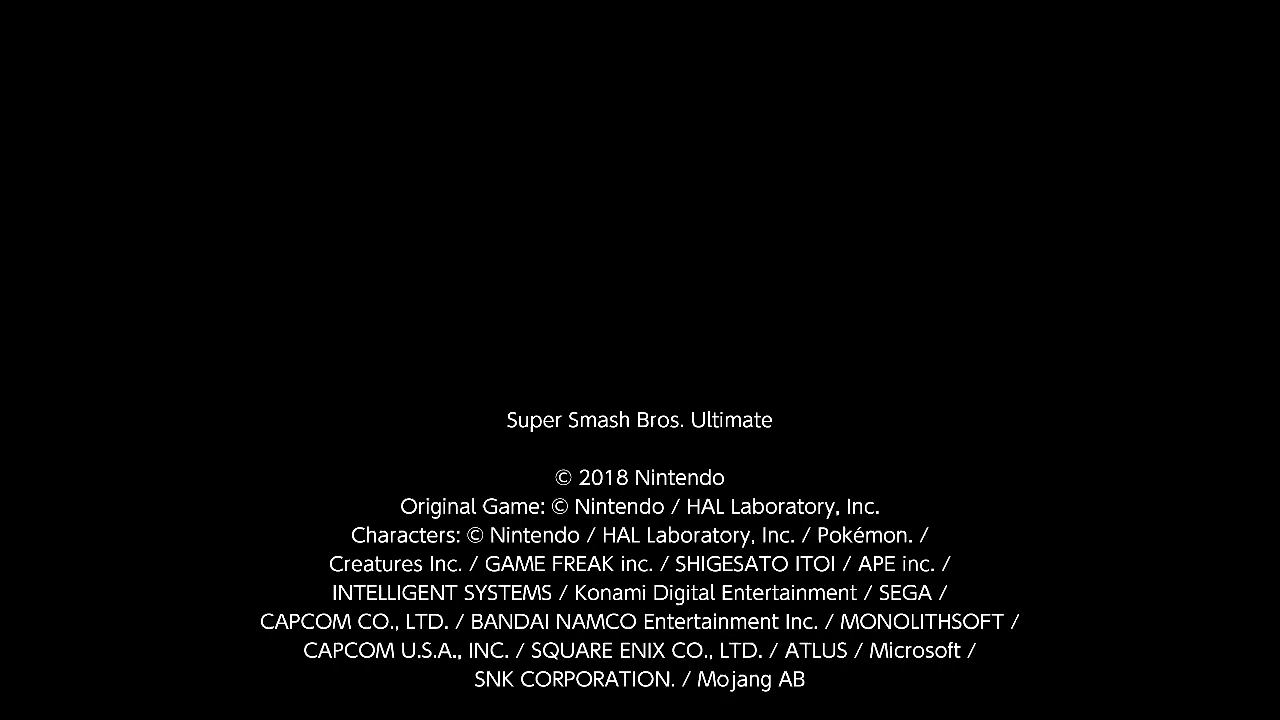 Super Smash Bros. Ultimate
© 2018 Nintendo
Original Game: © Nintendo / HAL Laboratory, Inc.
Characters: © Nintendo / HAL Laboratory, Inc. / Pokémon. /
Creatures Inc. / GAME FREAK inc. / SHIGESATO ITOI / APE inc. /
INTELLIGENT SYSTEMS / Konami Digital Entertainment / SEGA /
CAPCOM CO., LTD. / BANDAI NAMCO Entertainment Inc. / MONOLITHSOFT /
CAPCOM U.S.A., INC. / SQUARE ENIX CO., LTD. / ATLUS / Microsoft /
SNK CORPORATION. / Mojang AB